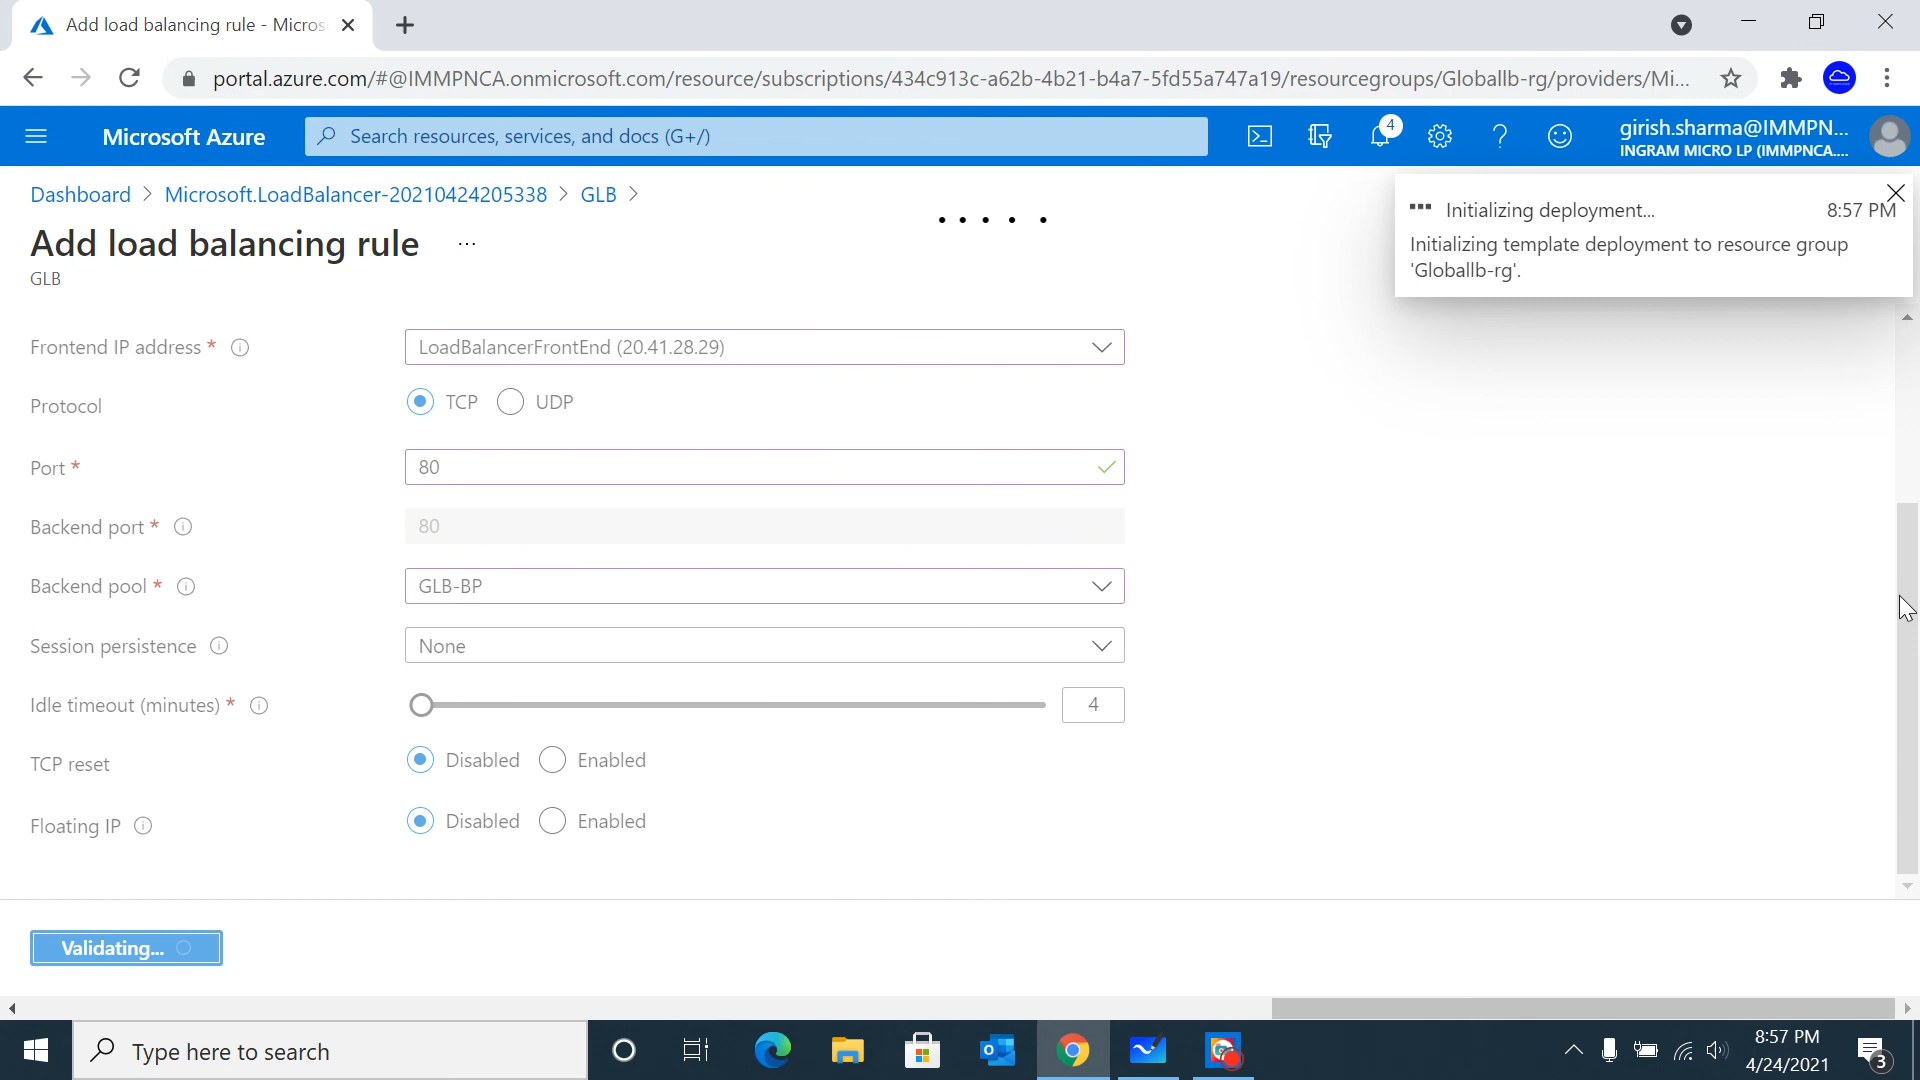 Add load balancing rule - Micros
portal.azure.com/#@IMMPNCA.onmicrosoft.com/resource/subscriptions/434c913c-a62b-4b21-b4a7-5fd55a747a19/resourcegroups/Globallb-rg/providers/Mi...
Microsoft Azure
Search resources, services, and docs (G+/)
4
girish.sharma@IMMPN...
INGRAM MICRO LP (IMMPNCA....
Dashboard > Microsoft.LoadBalancer-20210424205338 > GLB >
Add load balancing rule ...
GLB
Initializing deployment... 8:57 PM
Initializing template deployment to resource group
'Globallb-rg'.
Frontend IP address * LoadBalancerFrontEnd (20.41.28.29)
Protocol TCP UDP
Port * 80
Backend port * 80
Backend pool * GLB-BP
Session persistence None
Idle timeout (minutes) * 4
TCP reset Disabled Enabled
Floating IP Disabled Enabled
Validating...
Type here to search
8:57 PM
4/24/2021
3